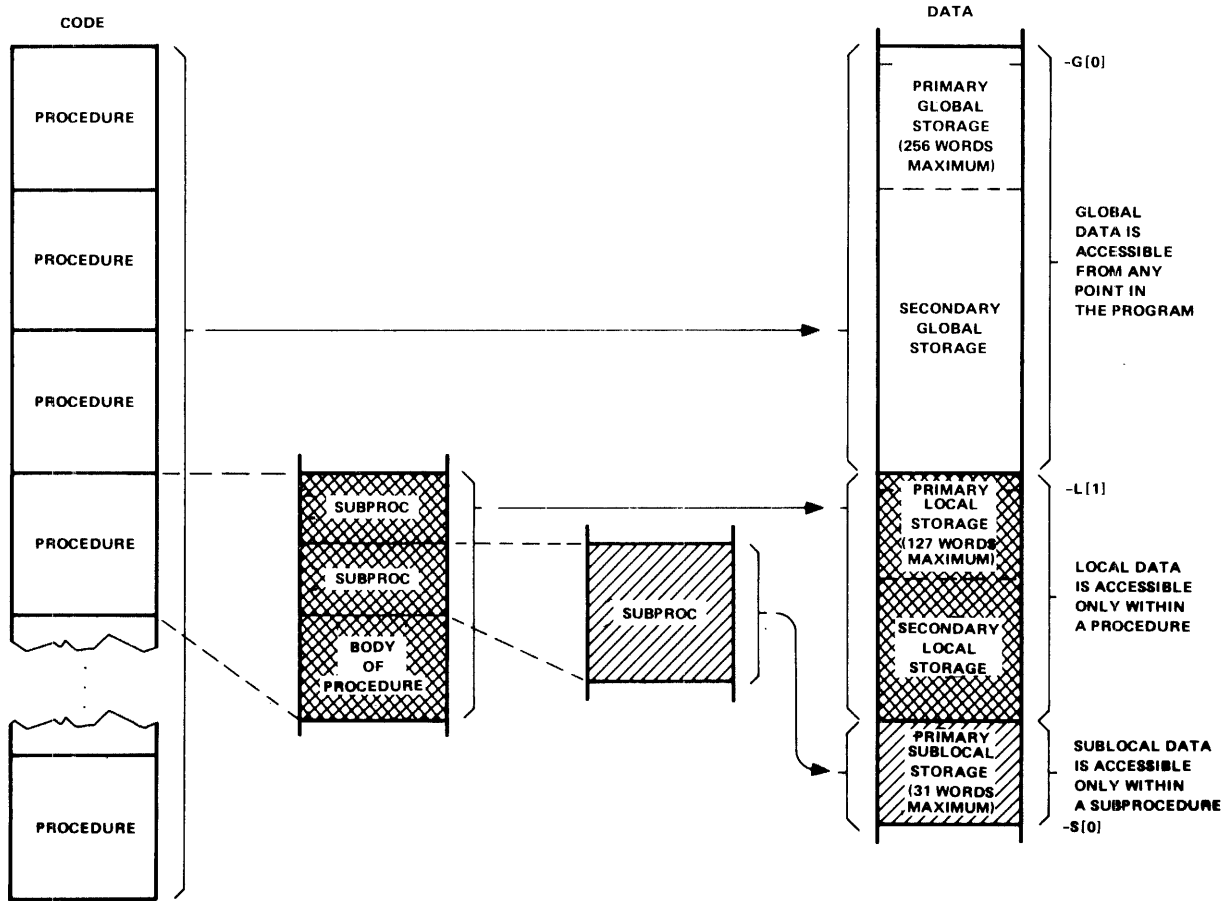 CODE
PROCEDURE
PROCEDURE
PROCEDURE
PROCEDURE
PROCEDURE
SUBPROC
SUBPROC
BODY
OF
PROCEDURE
SUBPROC
DATA
PRIMARY
GLOBAL
STORAGE
(256 WORDS
MAXIMUM)
SECONDARY
GLOBAL
STORAGE
PRIMARY
LOCAL
STORAGE
(127 WORDS
MAXIMUM)
SECONDARY
LOCAL
STORAGE
PRIMARY
SUBLOCAL
STORAGE
(31 WORDS
MAXIMUM)
-G[0]
GLOBAL
DATA IS
ACCESSIBLE
FROM ANY
POINT IN
THE PROGRAM
-L[1]
LOCAL DATA
IS ACCESSIBLE
ONLY WITHIN
A PROCEDURE
SUBLOCAL DATA
IS ACCESSIBLE
ONLY WITHIN
A SUBPROCEDURE
-S[0]